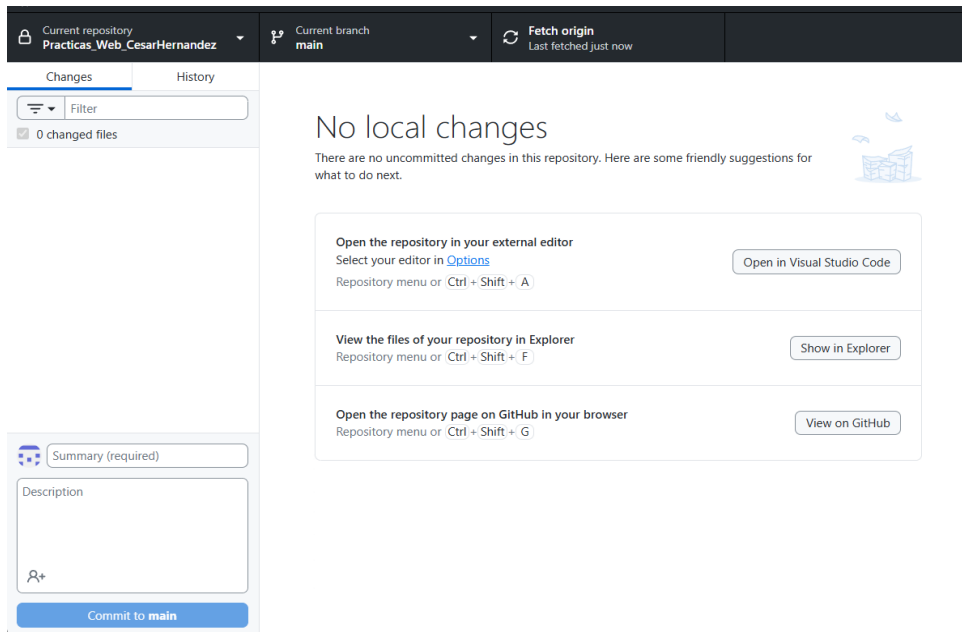 Current repository
Practicas_Web_CesarHernandez
Current branch
main
Fetch origin
Last fetched just now
Changes
History
Filter
0 changed files
No local changes
There are no uncommitted changes in this repository. Here are some friendly suggestions for
what to do next.
Open the repository in your external editor
Select your editor in Options
Repository menu or Ctrl + Shift + A
Open in Visual Studio Code
View the files of your repository in Explorer
Repository menu or Ctrl + Shift + F
Show in Explorer
Open the repository page on GitHub in your browser
Repository menu or Ctrl + Shift + G
View on GitHub
Summary (required)
Description
Commit to main